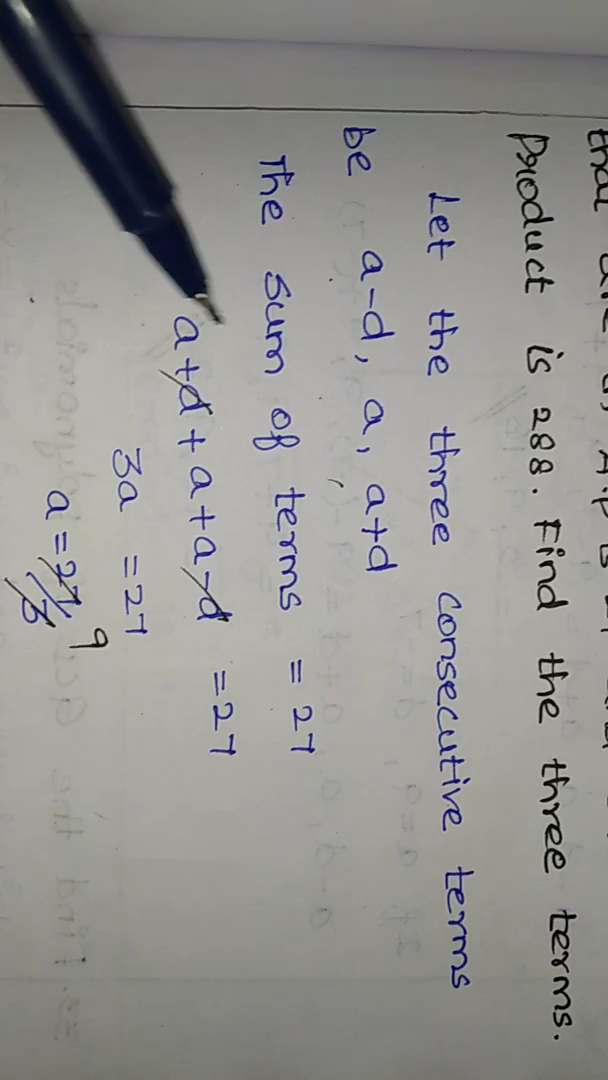 Product is 288. Find the three terms.
Let the three consecutive terms
be a-d, a, a+d
The sum of terms = 27
a+d+a+a-d = 27
3a = 27
a = 27/3 9